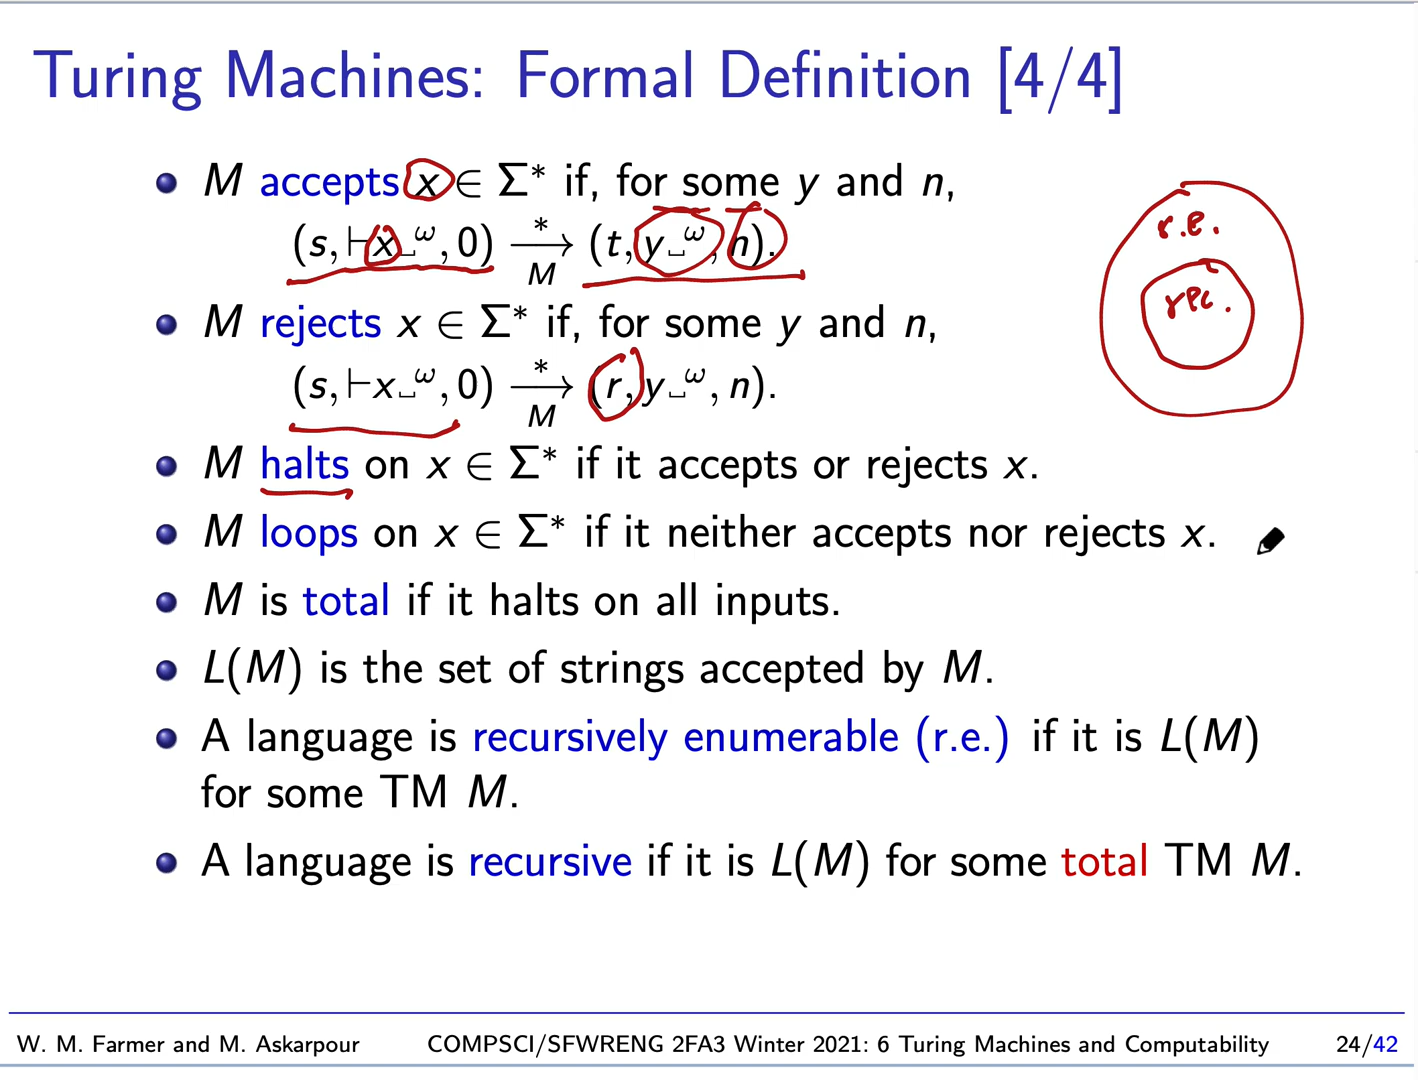 Turing Machines: Formal Definition [4/4]
M accepts x ∈ Σ* if, for some y and n,
(s, ⊢x␣^ω, 0) →*_M (t, y␣^ω, n).
r.e.
rec.
M rejects x ∈ Σ* if, for some y and n,
(s, ⊢x␣^ω, 0) →*_M (r, y␣^ω, n).
M halts on x ∈ Σ* if it accepts or rejects x.
M loops on x ∈ Σ* if it neither accepts nor rejects x.
M is total if it halts on all inputs.
L(M) is the set of strings accepted by M.
A language is recursively enumerable (r.e.) if it is L(M)
for some TM M.
A language is recursive if it is L(M) for some total TM M.
W. M. Farmer and M. Askarpour COMPSCI/SFWRENG 2FA3 Winter 2021: 6 Turing Machines and Computability 24/42